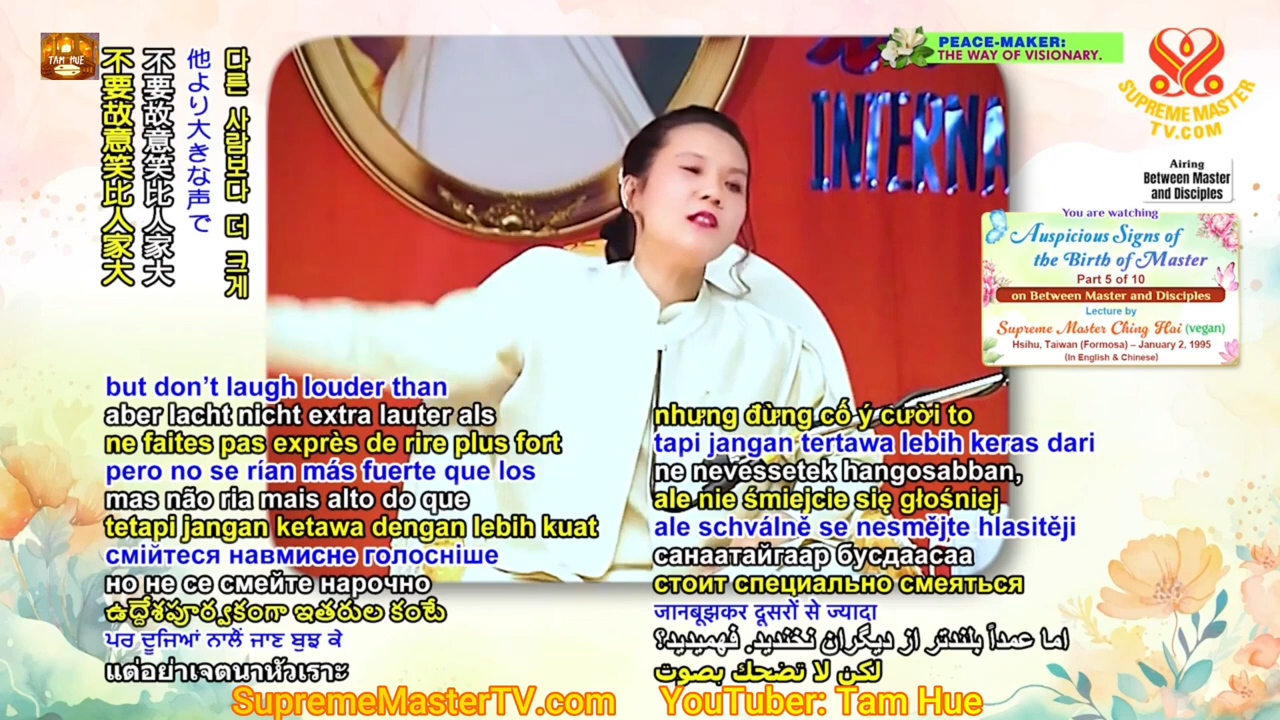 TAM HUE
不要故意笑比人家大
不要故意笑比人家大
他より大きな声で
다른 사람보다 더 크게
INTERNA
PEACE-MAKER:
THE WAY OF VISIONARY.
SUPREME MASTER
TV.COM
Airing
Between Master
and Disciples
You are watching
Auspicious Signs of
the Birth of Master
Part 5 of 10
on Between Master and Disciples
Lecture by
Supreme Master Ching Hai (vegan)
Hsihu, Taiwan (Formosa) – January 2, 1995
(In English & Chinese)
but don’t laugh louder than
aber lacht nicht extra lauter als
ne faites pas exprès de rire plus fort
pero no se rían más fuerte que los
mas não ria mais alto do que
tetapi jangan ketawa dengan lebih kuat
смійтеся навмисне голосніше
но не се смейте нарочно
ఉద్దేశపూర్వకంగా ఇతరుల కంటే
ਪਰ ਦੂਜਿਆਂ ਨਾਲੋਂ ਜਾਣ ਬੁਝ ਕੇ
แต่อย่าเจตนาหัวเราะ
nhưng đừng cố ý cười to
tapi jangan tertawa lebih keras dari
ne nevessetek hangosabban,
ale nie śmiejcie się głośniej
ale schválně se nesmějte hlasitěji
санаатайгаар бусдаасаа
стоит специально смеяться
जानबूझकर दूसरों से ज्यादा
اما عمداً بلندتر از دیگران نخندید. فهمیدید؟
لكن لا تضحك بصوت
SupremeMasterTV.com
YouTuber: Tam Hue